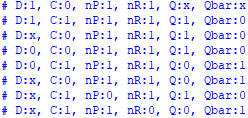 # D:1, C:0, nP:1, nR:1, Q:x, Qbar:x
# D:1, C:1, nP:1, nR:1, Q:1, Qbar:0
# D:x, C:0, nP:1, nR:1, Q:1, Qbar:0
# D:0, C:0, nP:1, nR:1, Q:1, Qbar:0
# D:0, C:1, nP:1, nR:1, Q:0, Qbar:1
# D:x, C:0, nP:1, nR:1, Q:0, Qbar:1
# D:x, C:1, nP:0, nR:1, Q:1, Qbar:0
# D:x, C:1, nP:1, nR:0, Q:0, Qbar:1